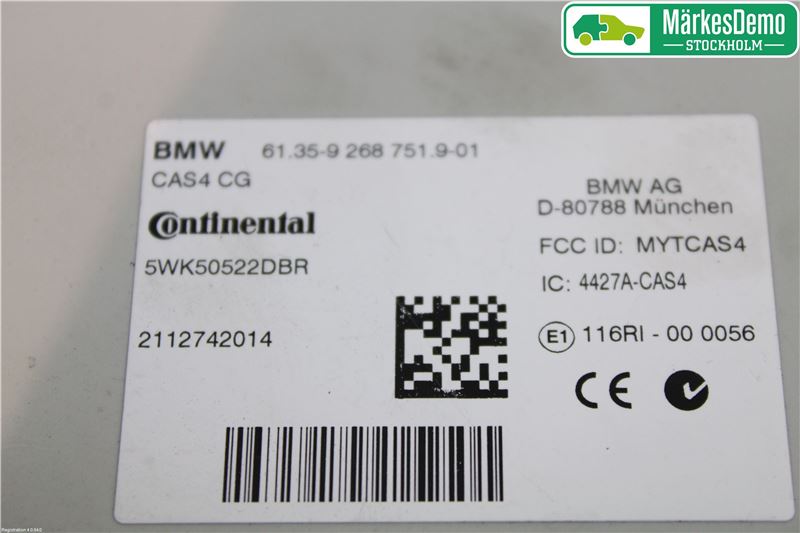 MärkesDemo
STOCKHOLM
BMW 61.35-9 268 751.9-01
CAS4 CG
Continental
5WK50522DBR
2112742014
BMW AG
D-80788 München
FCC ID: MYTCAS4
IC: 4427A-CAS4
E1 116RI - 00 0056
CE